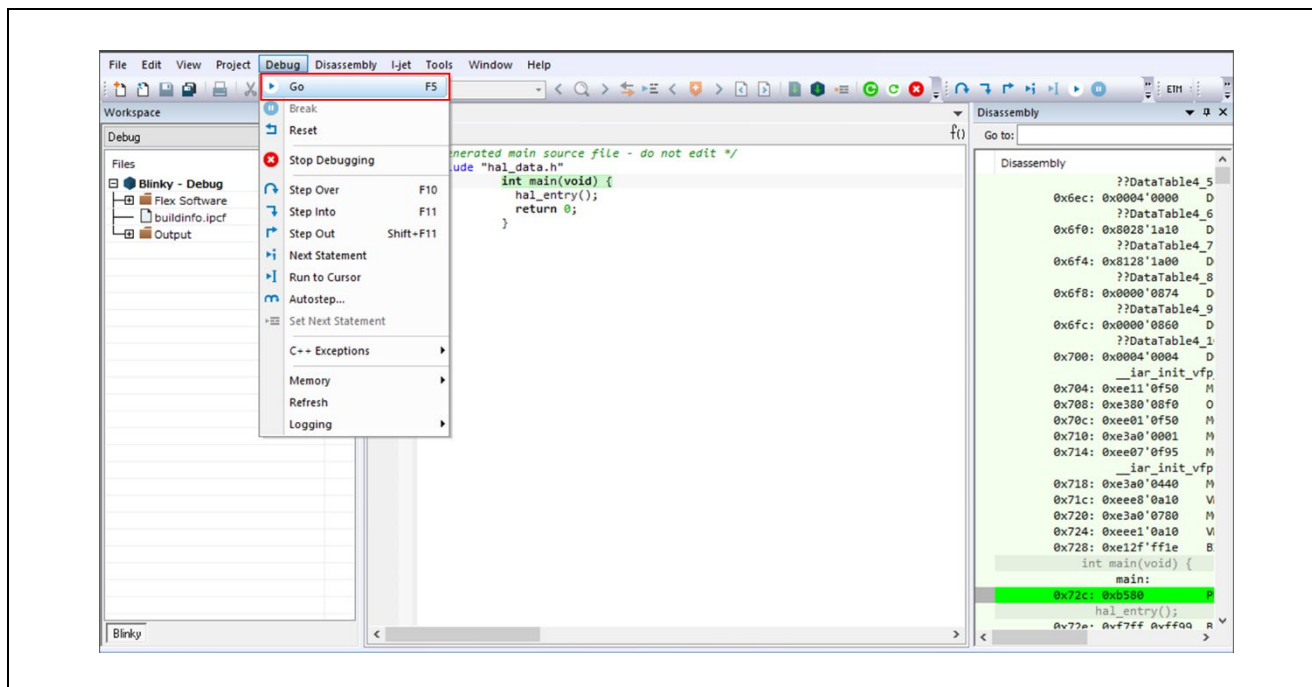 File Edit View Project Debug Disassembly I-jet Tools Window Help
Workspace
Debug
Files
Blinky - Debug
Flex Software
buildinfo.ipcf
Output
Blinky
Go F5
Break
Reset
Stop Debugging
Step Over F10
Step Into F11
Step Out Shift+F11
Next Statement
Run to Cursor
Autostep...
Set Next Statement
C++ Exceptions
Memory
Refresh
Logging
ETM
f()
main source file - do not edit */
"hal_data.h"
int main(void) {
hal_entry();
return 0;
}
Disassembly
Go to:
Disassembly
??DataTable4_5
0x6ec: 0x0004'0000 D
??DataTable4_6
0x6f0: 0x8028'1a10 D
??DataTable4_7
0x6f4: 0x8128'1a00 D
??DataTable4_8
0x6f8: 0x0000'0874 D
??DataTable4_9
0x6fc: 0x0000'0860 D
??DataTable4_1
0x700: 0x0004'0004 D
__iar_init_vfp
0x704: 0xee11'0f50 M
0x708: 0xe380'08f0 O
0x70c: 0xee01'0f50 M
0x710: 0xe3a0'0001 M
0x714: 0xee07'0f95 M
__iar_init_vfp
0x718: 0xe3a0'0440 M
0x71c: 0xeee8'0a10 V
0x720: 0xe3a0'0780 M
0x724: 0xeee1'0a10 V
0x728: 0xe12f'ff1e B
int main(void) {
main:
0x72c: 0xb580 P
hal_entry();
0x72e: 0xf7ff 0xff99 B